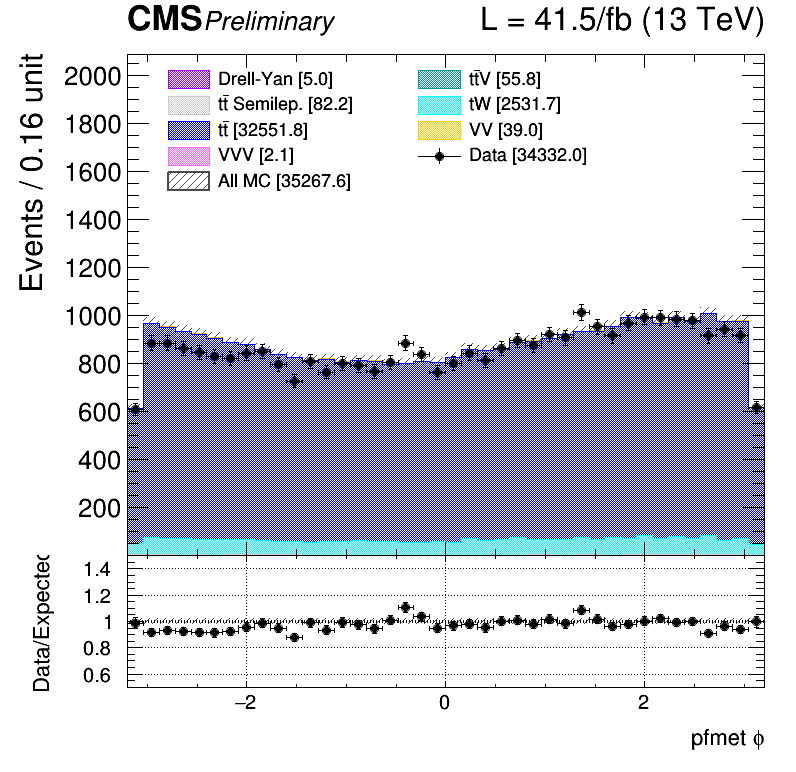 CMS Preliminary L = 41.5/fb (13 TeV)
Events / 0.16 unit
2000
1800
1600
1400
1200
1000
800
600
400
200
Drell-Yan [5.0]
tt̄ Semilep. [82.2]
tt̄ [32551.8]
VVV [2.1]
All MC [35267.6]
tt̄V [55.8]
tW [2531.7]
VV [39.0]
Data [34332.0]
Data/Expected
1.4
1.2
1
0.8
0.6
−2 0 2
pfmet ϕ